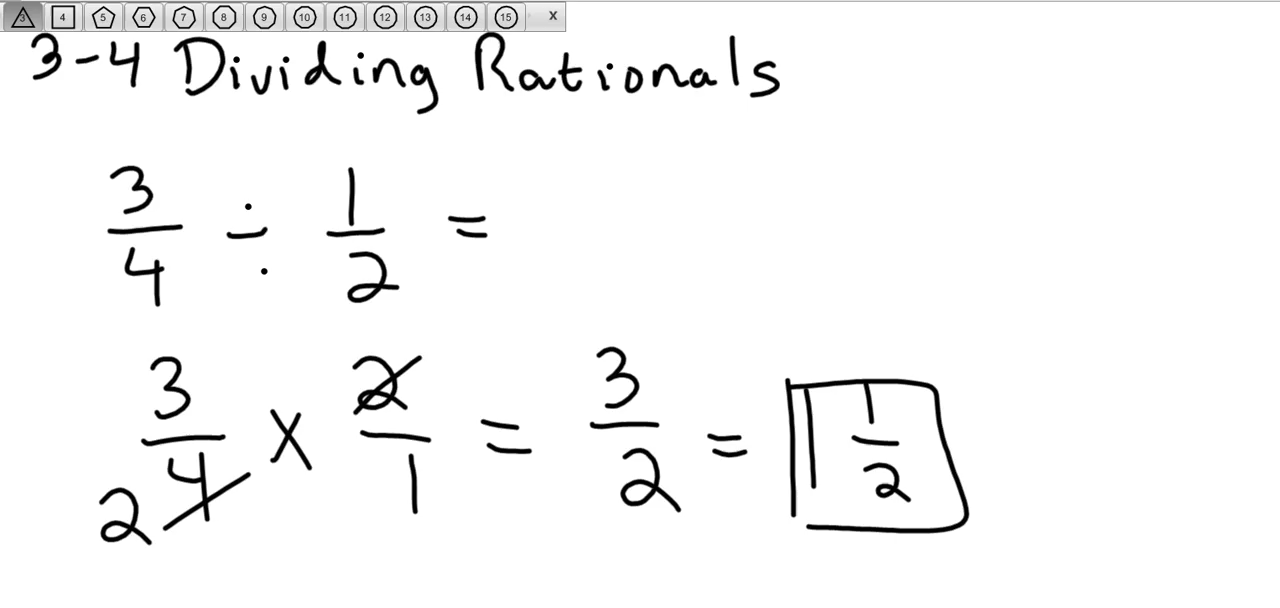 3 4 5 6 7 8 9 10 11 12 13 14 15 x
3-4 Dividing Rationals
3/4 ÷ 1/2 =
3/4 2 × 2/1 = 3/2 = 1 1/2